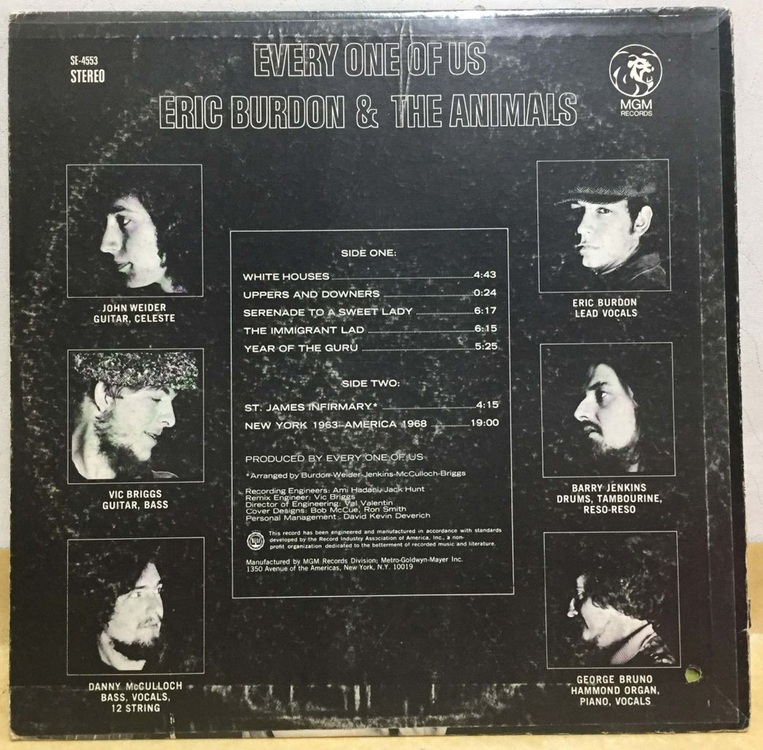 SE-4553
STEREO
EVERY ONE OF US
ERIC BURDON & THE ANIMALS
MGM
RECORDS
JOHN WEIDER
GUITAR, CELESTE
VIC BRIGGS
GUITAR, BASS
DANNY McCULLOCH
BASS, VOCALS,
12 STRING
SIDE ONE:
WHITE HOUSES 4:43
UPPERS AND DOWNERS 0:24
SERENADE TO A SWEET LADY 6:17
THE IMMIGRANT LAD 6:15
YEAR OF THE GURU 5:25
SIDE TWO:
ST. JAMES INFIRMARY* 4:15
NEW YORK 1963-AMERICA 1968 19:00
PRODUCED BY EVERY ONE OF US
*Arranged by Burdon-Weider-Jenkins-McCulloch-Briggs
Recording Engineers: Ami Hadani, Jack Hunt
Remix Engineer: Vic Briggs
Director of Engineering: Val Valentin
Cover Designs: Bob McCue, Ron Smith
Personal Management: David Kevin Deverich
This record has been engineered and manufactured in accordance with standards
developed by the Record Industry Association of America, Inc., a non-
profit organization dedicated to the betterment of recorded music and literature.
Manufactured by MGM Records Division; Metro-Goldwyn-Mayer Inc.
1350 Avenue of the Americas, New York, N.Y. 10019
ERIC BURDON
LEAD VOCALS
BARRY JENKINS
DRUMS, TAMBOURINE,
RESO-RESO
GEORGE BRUNO
HAMMOND ORGAN,
PIANO, VOCALS